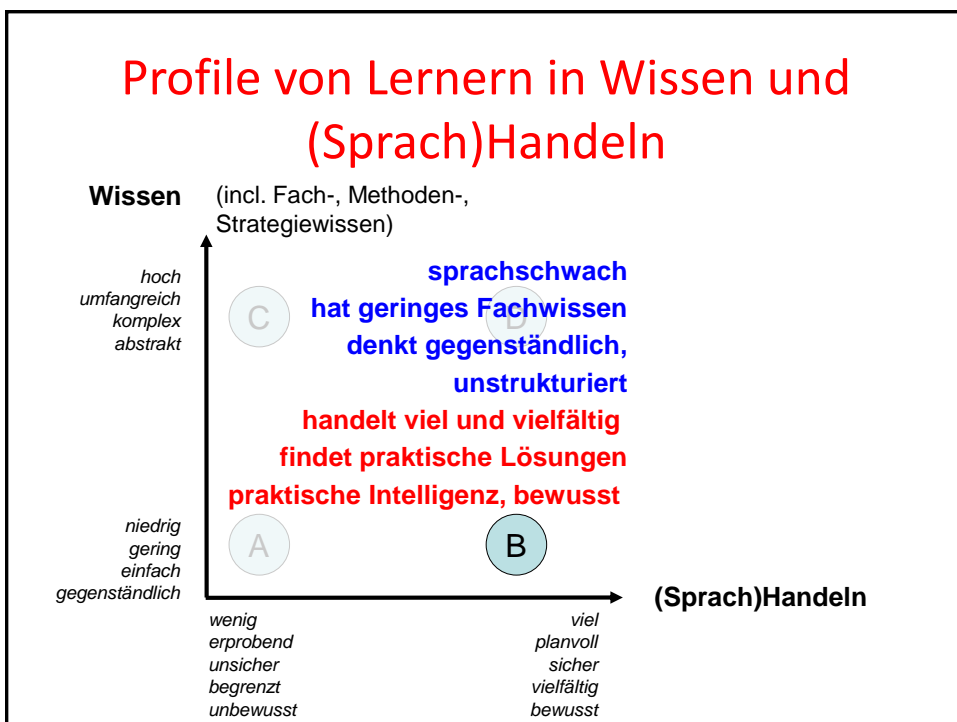 Profile von Lernern in Wissen und
(Sprach)Handeln
Wissen
(incl. Fach-, Methoden-,
Strategiewissen)
hoch
umfangreich
komplex
abstrakt
C
D
sprachschwach
hat geringes Fachwissen
denkt gegenständlich,
unstrukturiert
handelt viel und vielfältig
findet praktische Lösungen
praktische Intelligenz, bewusst
niedrig
gering
einfach
gegenständlich
A
B
(Sprach)Handeln
wenig
erprobend
unsicher
begrenzt
unbewusst
viel
planvoll
sicher
vielfältig
bewusst